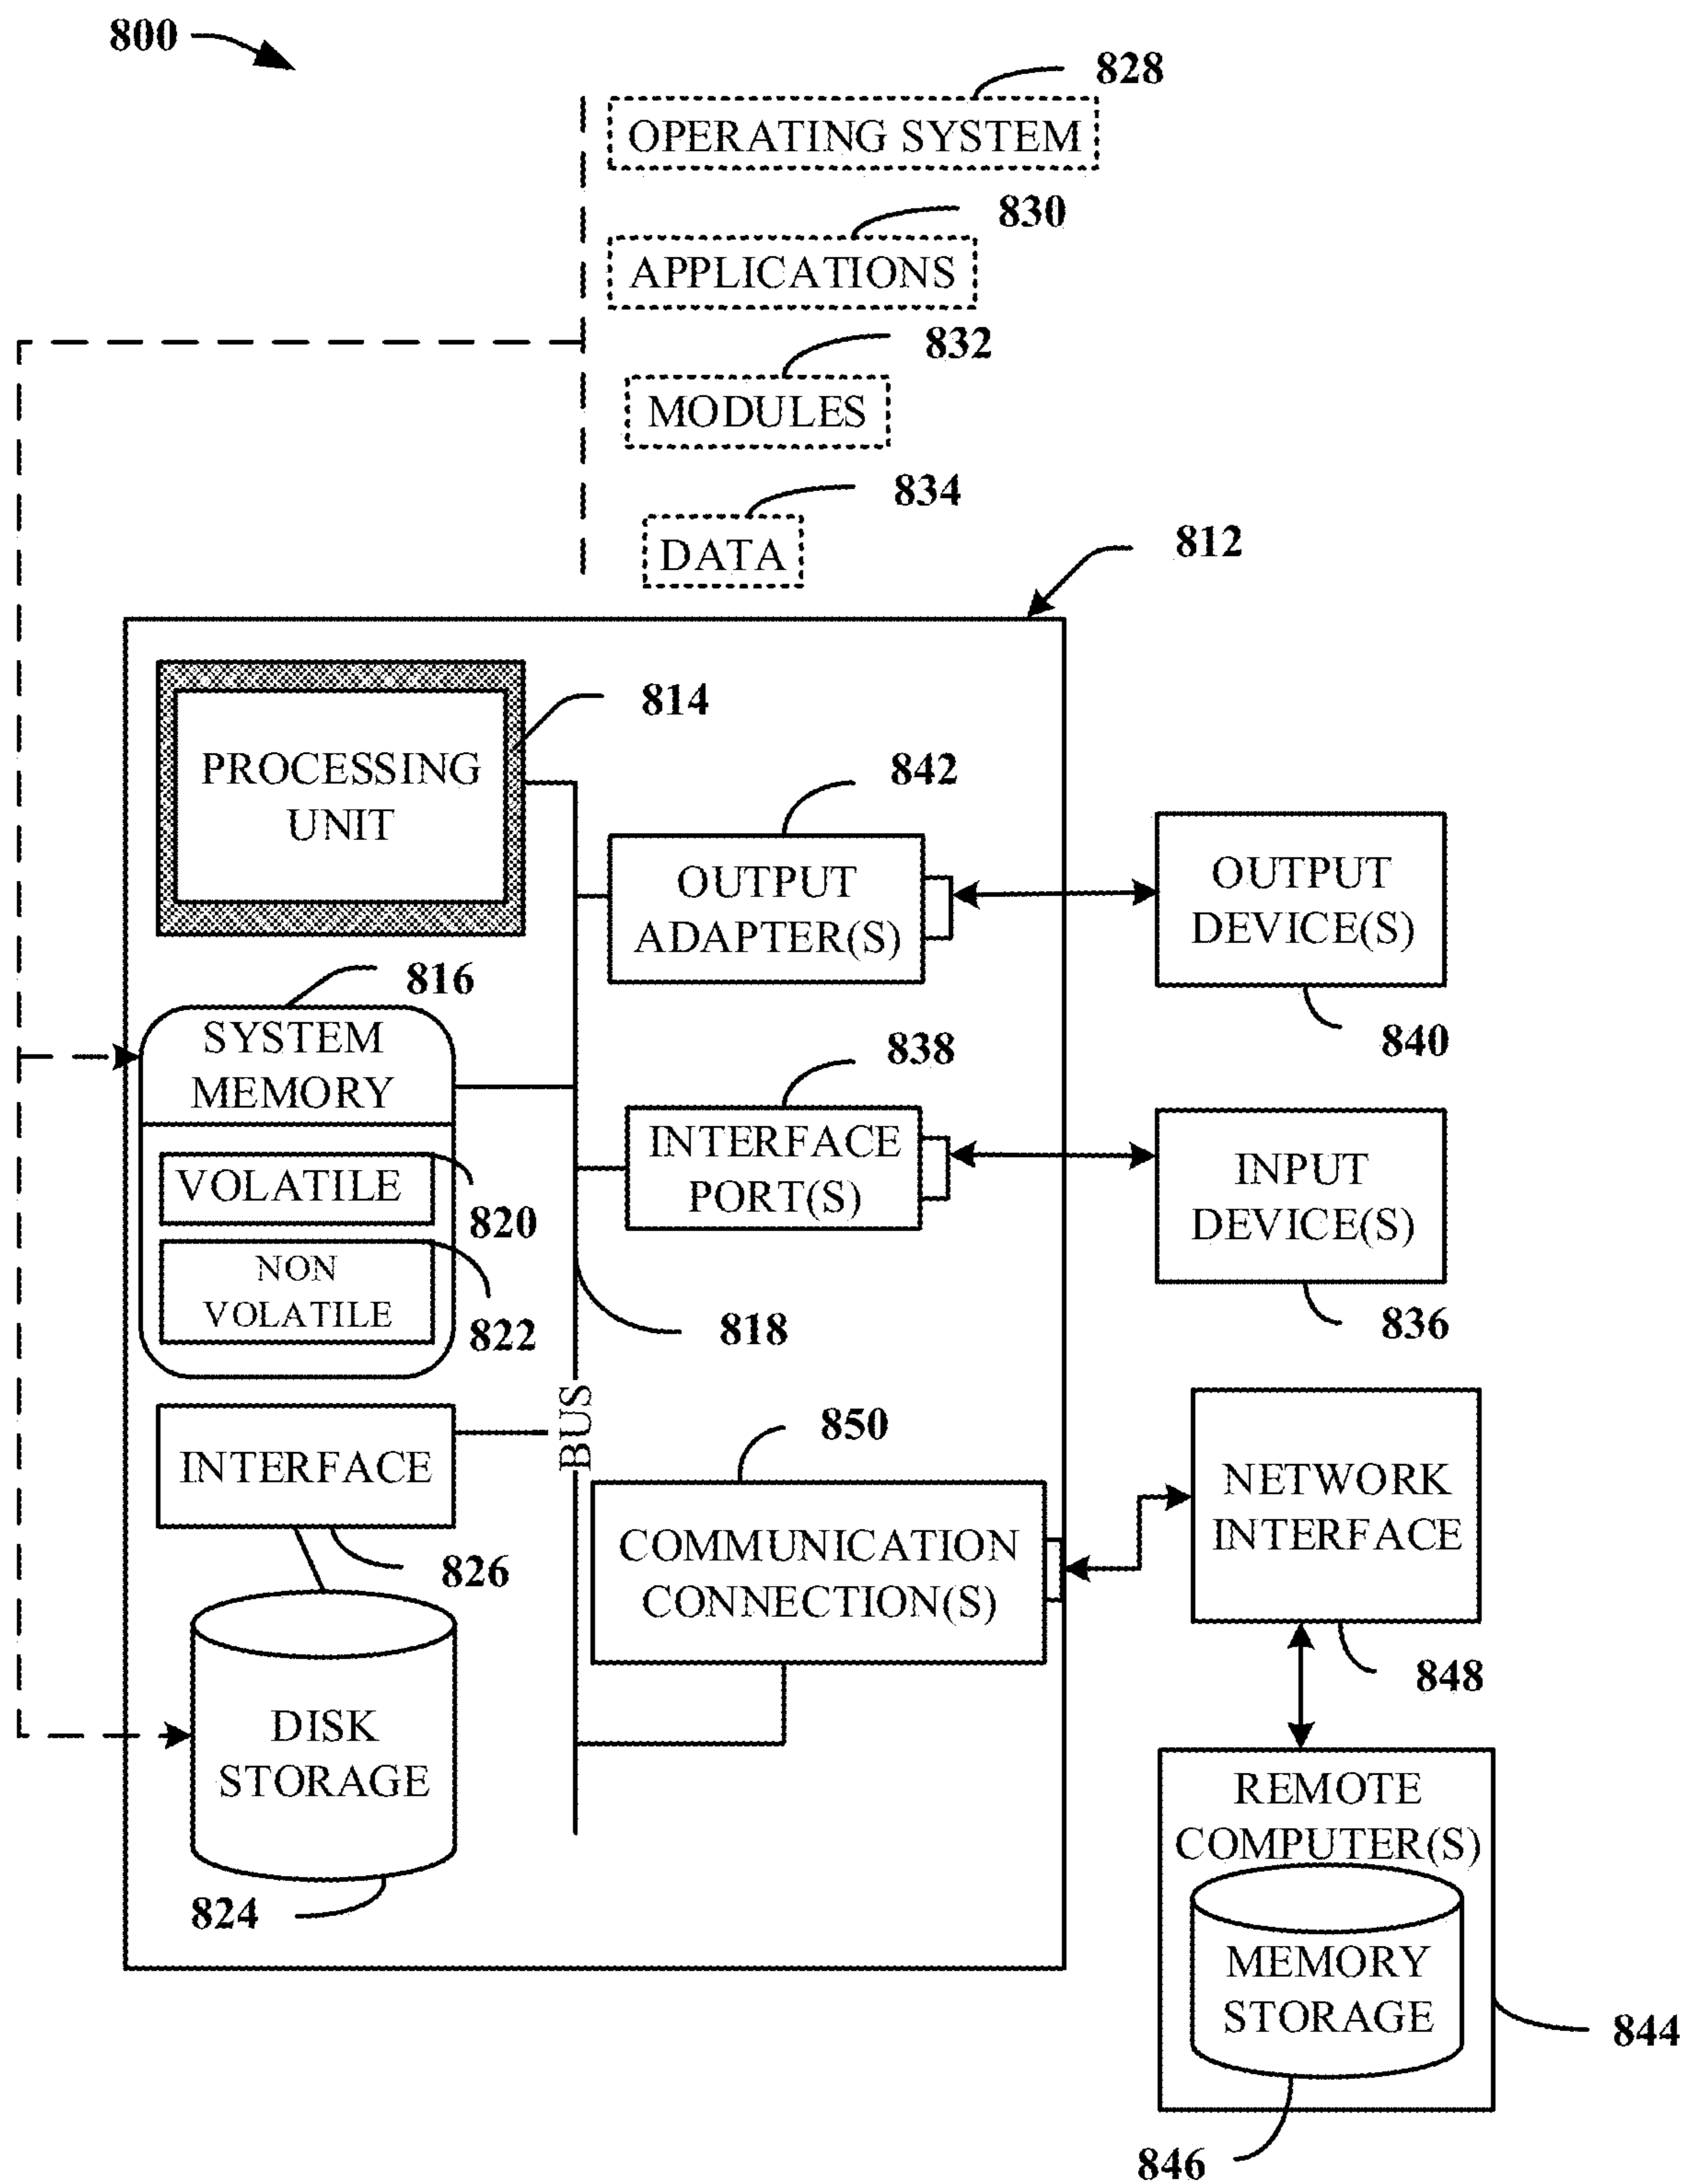 800
828
OPERATING SYSTEM
830
APPLICATIONS
832
MODULES
834
DATA
812
814
PROCESSING
UNIT
842
OUTPUT
ADAPTER(S)
OUTPUT
DEVICE(S)
840
816
SYSTEM
MEMORY
838
INTERFACE
PORT(S)
INPUT
DEVICE(S)
836
VOLATILE
820
NON
VOLATILE
822
818
BUS
INTERFACE
826
850
COMMUNICATION
CONNECTION(S)
NETWORK
INTERFACE
848
DISK
STORAGE
824
REMOTE
COMPUTER(S)
MEMORY
STORAGE
844
846